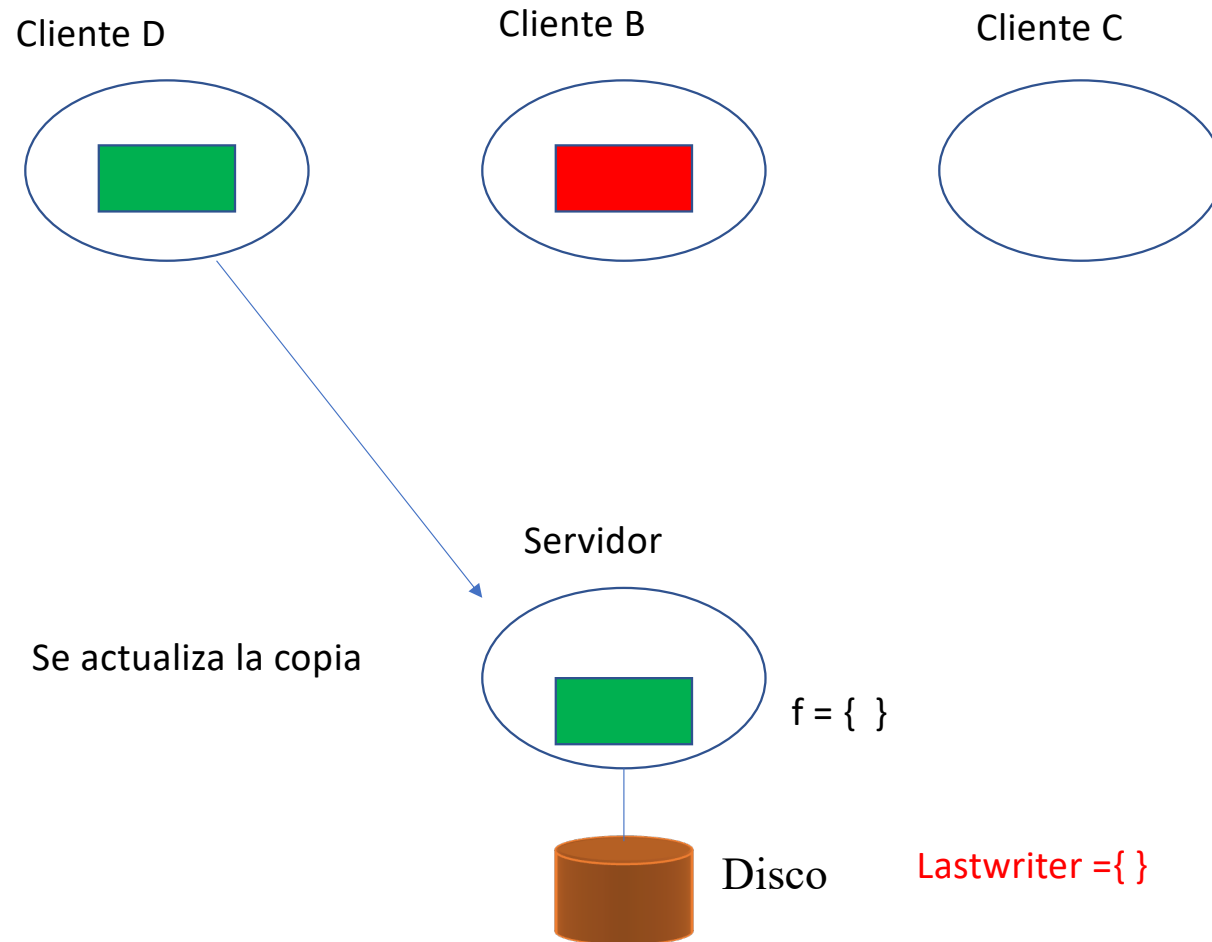 Cliente D
Cliente B
Cliente C
Servidor
Se actualiza la copia
f = { }
Disco
Lastwriter ={ }